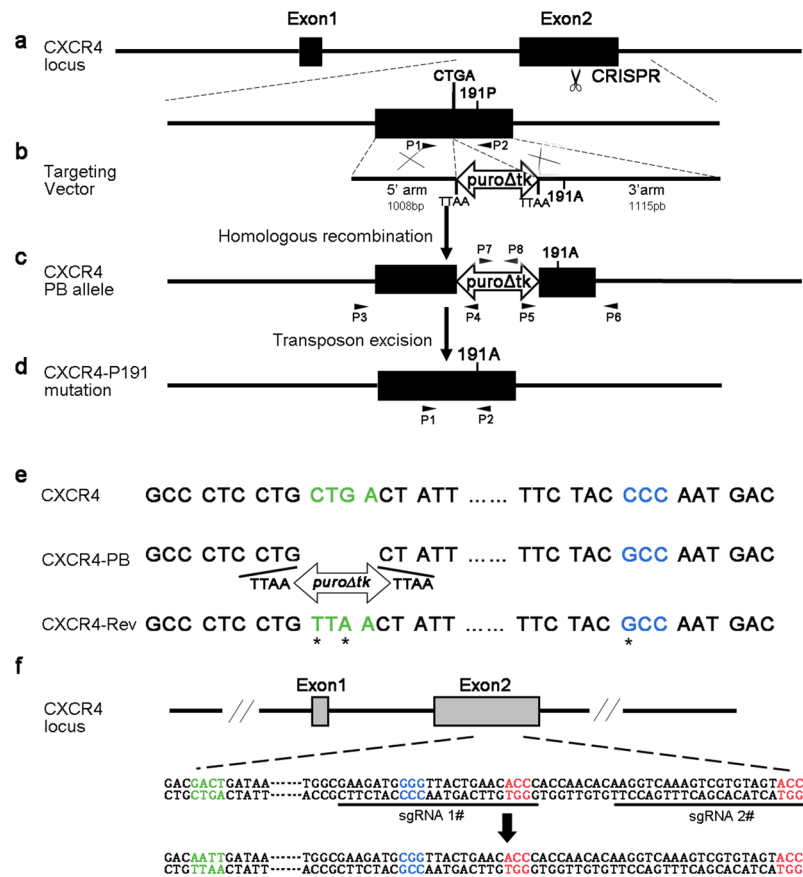 Exon1 Exon2
a CXCR4 locus
CRISPR
CTGA
191P
P1 P2
b Targeting Vector
puroΔtk
5' arm
1008bp
TTAA TTAA
191A
3'arm
1115pb
Homologous recombination
c CXCR4 PB allele
P7 P8
191A
puroΔtk
P3 P4 P5 P6
Transposon excision
d CXCR4-P191 mutation
191A
P1 P2
e
CXCR4 GCC CTC CTG CTGA CT ATT ...... TTC TAC CCC AAT GAC
CXCR4-PB GCC CTC CTG CT ATT ...... TTC TAC GCC AAT GAC
TTAA puroΔtk TTAA
CXCR4-Rev GCC CTC CTG TTA ACT ATT ...... TTC TAC GCC AAT GAC
* * *
f
CXCR4 locus
Exon1 Exon2
GACGACTGATAA------TGGCGAAGATGGGGTTACTGAACACCCACCAACACAAGGTCAAAGTCGTGTAGTACC
CTGCTGACTATT------ACCGCTTCTACCCCAATGACTTGTGGGTGGTTGTGTTCCAGTTTCAGCACATCATGG
sgRNA 1# sgRNA 2#
GACAATTGATAA------TGGCGAAGATGCGGTTACTGAACACCCACCAACACAAGGTCAAAGTCGTGTAGTACC
CTGTTAACTATT------ACCGCTTCTACGCCAATGACTTGTGGGTGGTTGTGTTCCAGTTTCAGCACATCATGG